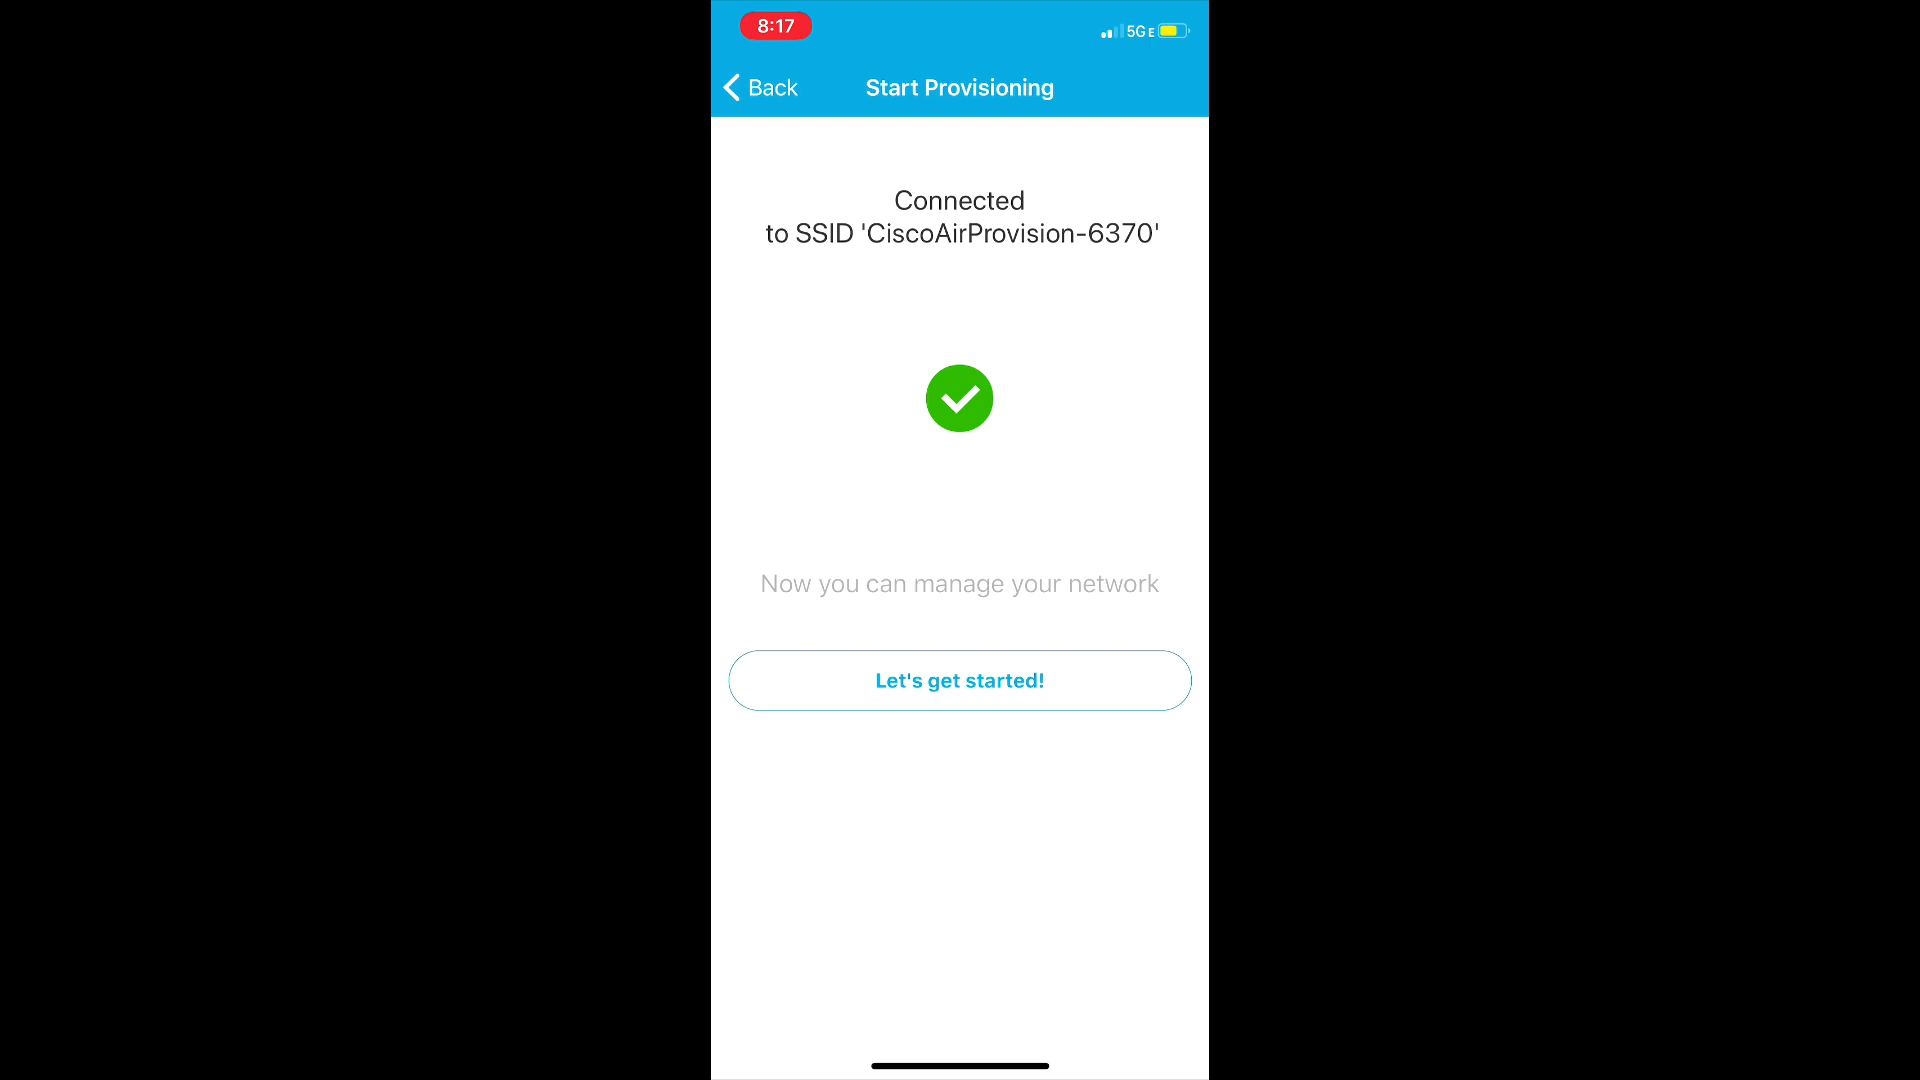 8:17
5GE
Back
Start Provisioning
Connected
to SSID 'CiscoAirProvision-6370'
Now you can manage your network
Let's get started!